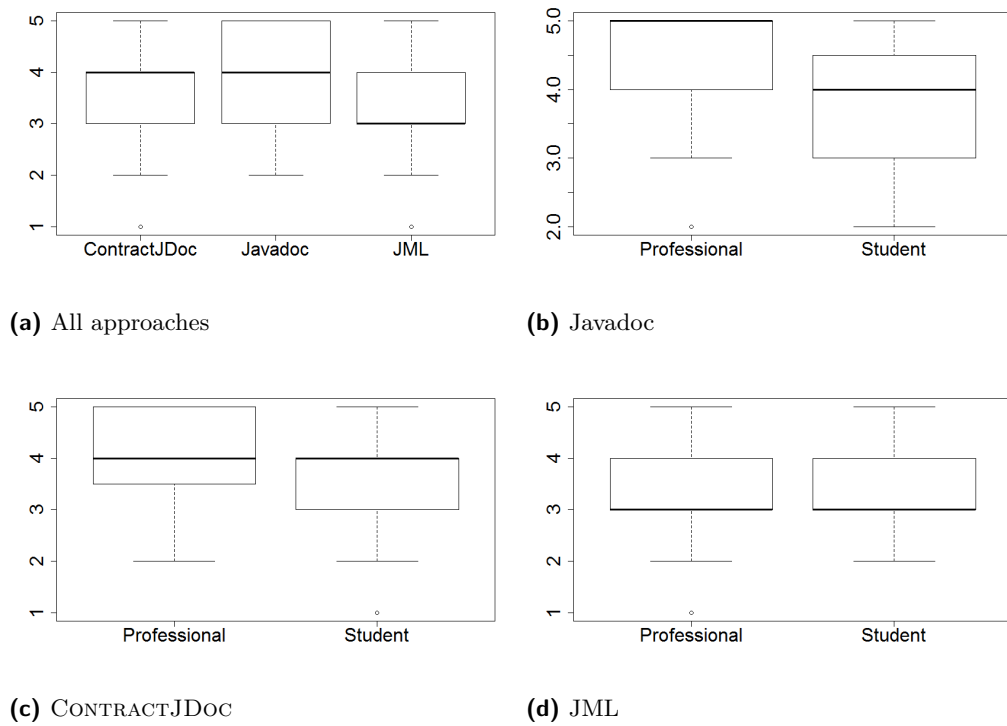 5
4
3
2
1
ContractJDoc Javadoc JML
5.0
4.0
3.0
2.0
Professional Student
(a) All approaches
(b) Javadoc
5
4
3
2
1
Professional Student
5
4
3
2
1
Professional Student
(c) CONTRACTJDOC
(d) JML